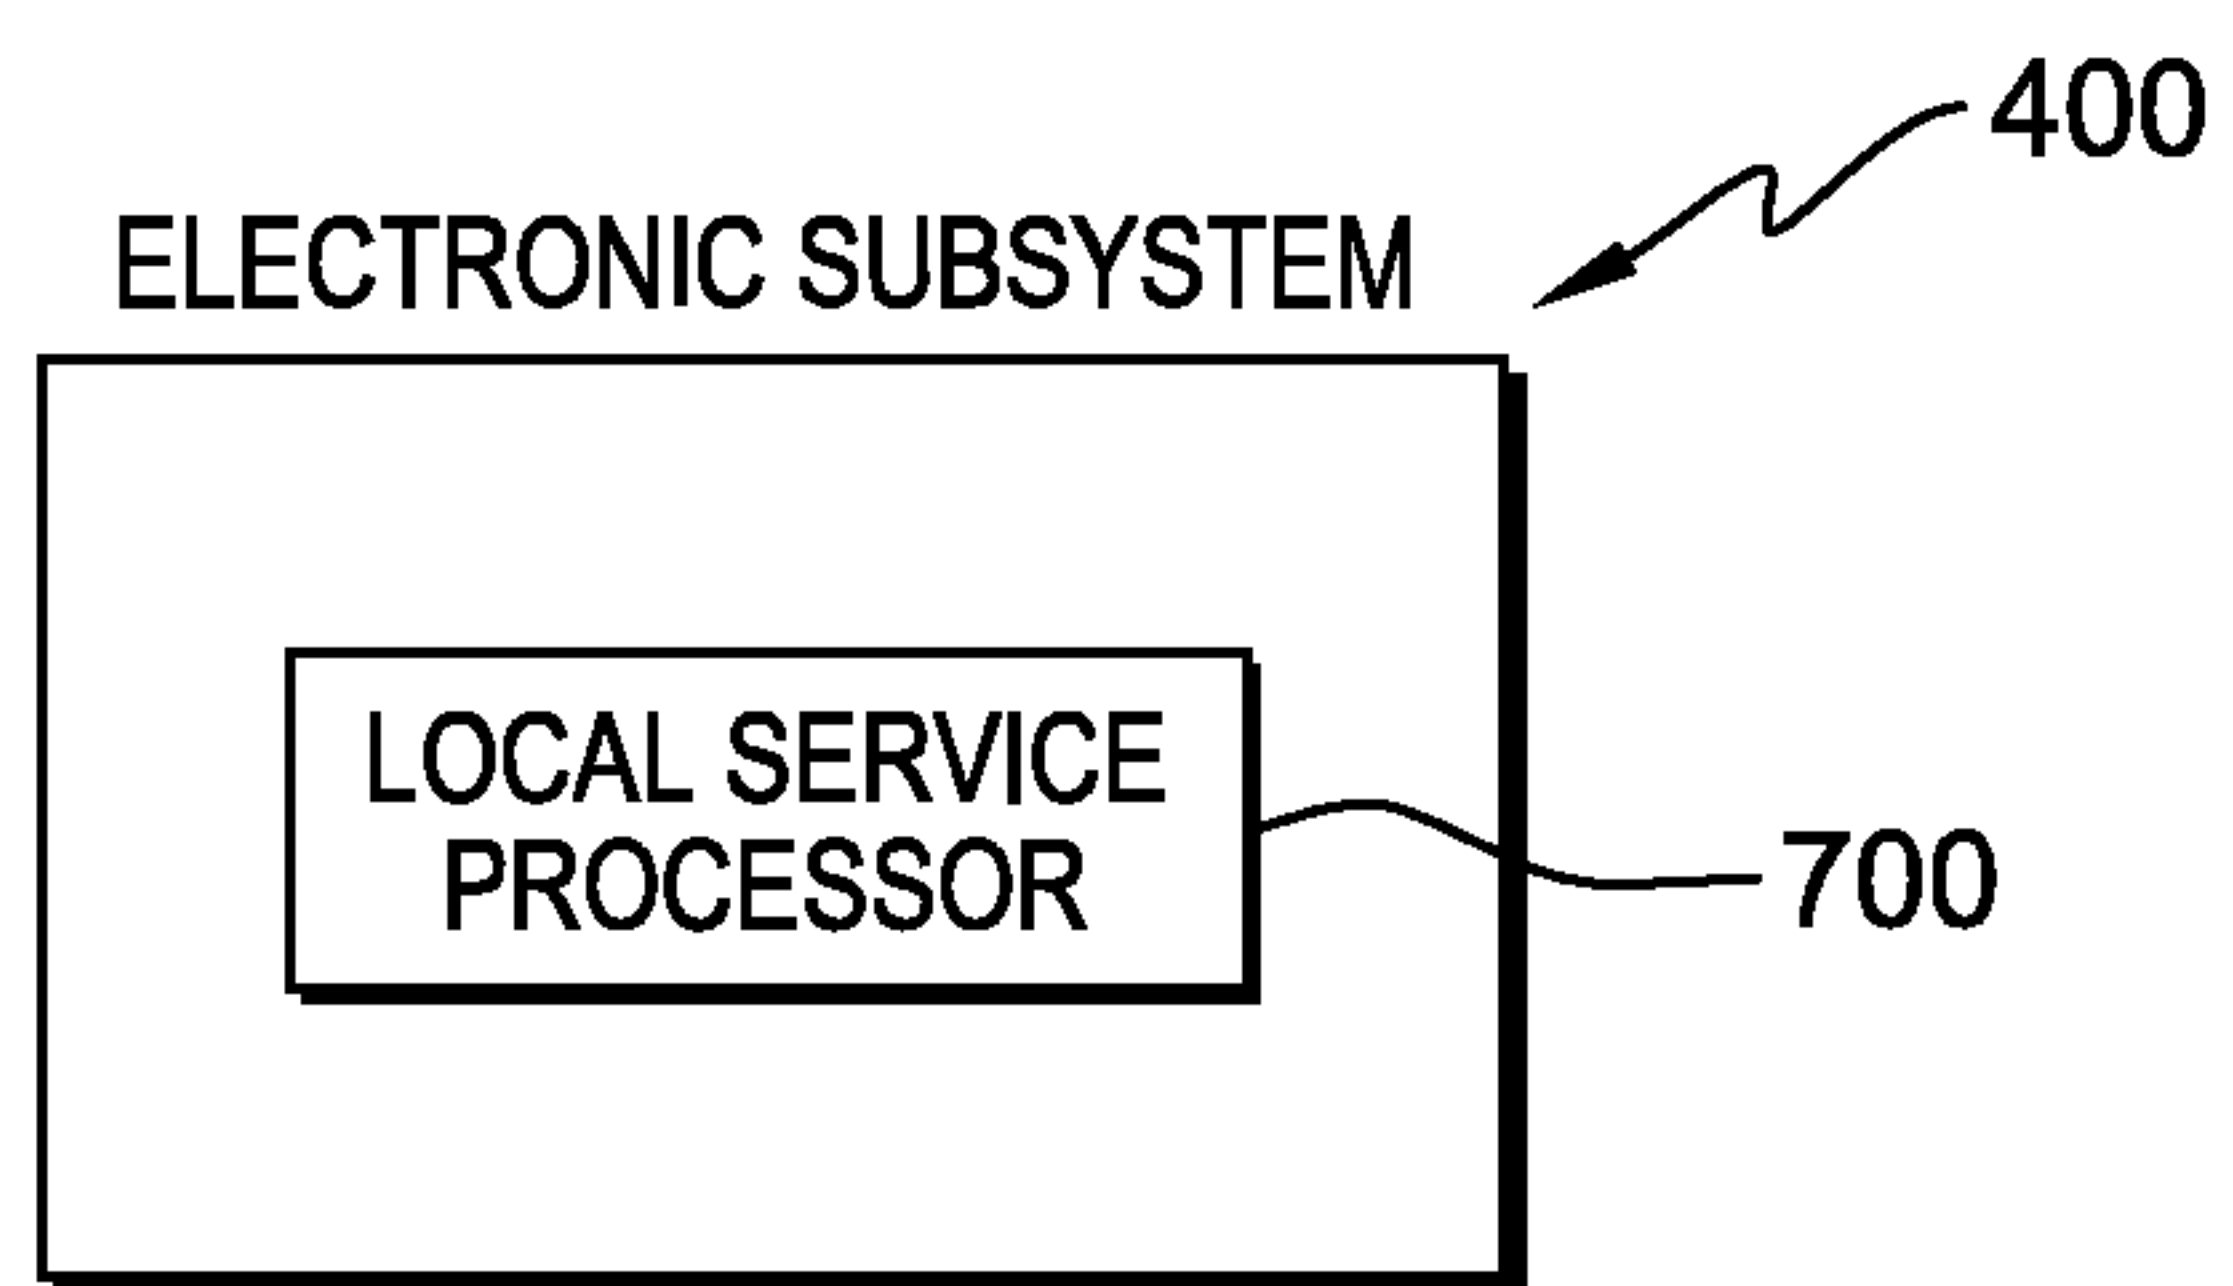 400
ELECTRONIC SUBSYSTEM
LOCAL SERVICE
PROCESSOR
700